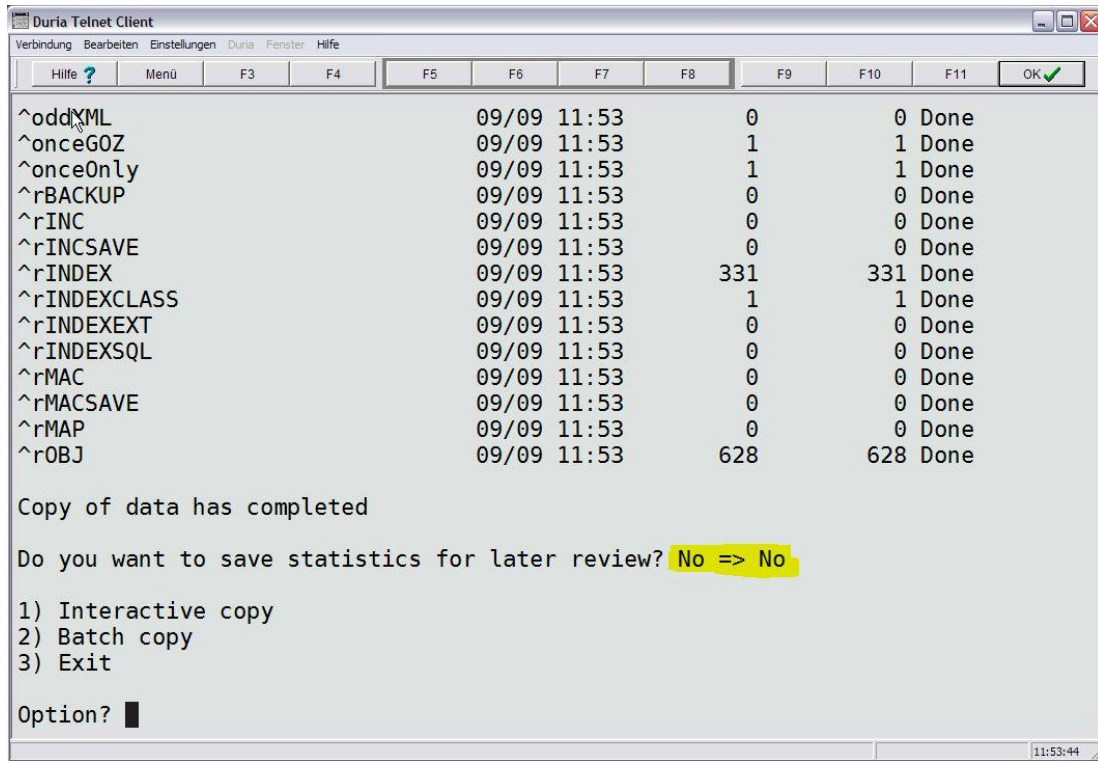 Duria Telnet Client
Verbindung Bearbeiten Einstellungen Duria Fenster Hilfe
Hilfe ? Menü F3 F4 F5 F6 F7 F8 F9 F10 F11 OK
^oddXML 09/09 11:53 0 0 Done
^onceGOZ 09/09 11:53 1 1 Done
^onceOnly 09/09 11:53 1 1 Done
^rBACKUP 09/09 11:53 0 0 Done
^rINC 09/09 11:53 0 0 Done
^rINCSAVE 09/09 11:53 0 0 Done
^rINDEX 09/09 11:53 331 331 Done
^rINDEXCLASS 09/09 11:53 1 1 Done
^rINDEXEXT 09/09 11:53 0 0 Done
^rINDEXSQL 09/09 11:53 0 0 Done
^rMAC 09/09 11:53 0 0 Done
^rMACSAVE 09/09 11:53 0 0 Done
^rMAP 09/09 11:53 0 0 Done
^rOBJ 09/09 11:53 628 628 Done
Copy of data has completed
Do you want to save statistics for later review? No => No
1) Interactive copy
2) Batch copy
3) Exit
Option?
11:53:44